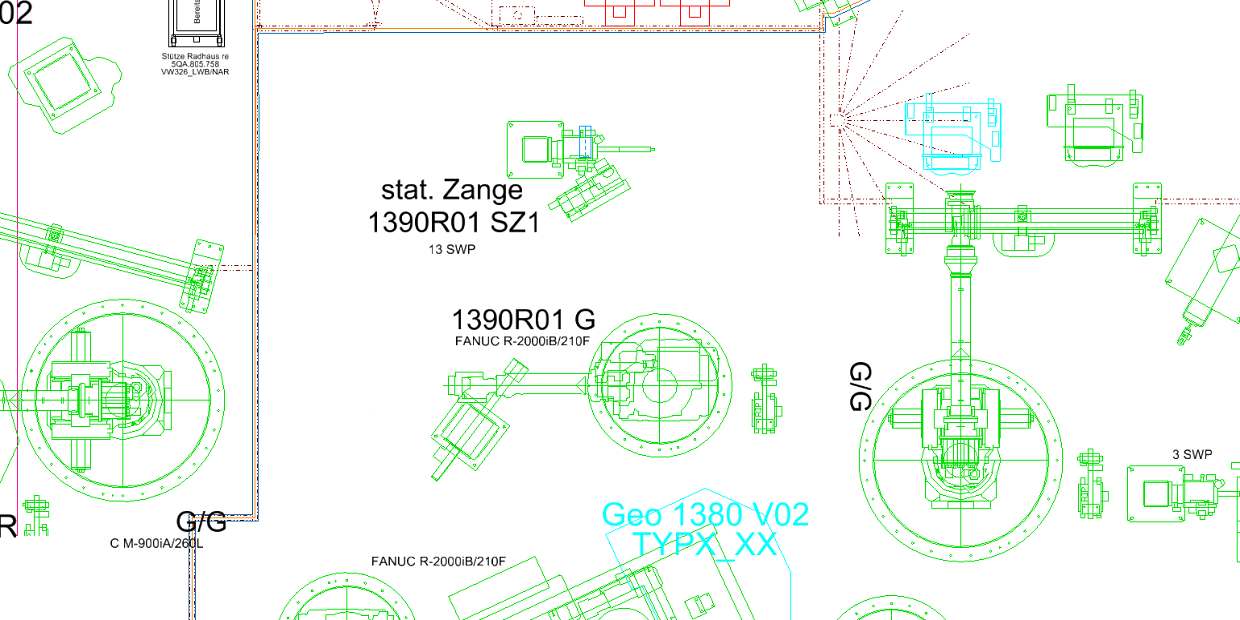 02
Bereits
Stütze Radhaus re
5QA.805.758
VW326_LWB/NAR
stat. Zange
1390R01 SZ1
13 SWP
1390R01 G
FANUC R-2000iB/210F
G/G
3 SWP
R
G/G
C M-900iA/260L
Geo 1380 V02
TYPX_XX
FANUC R-2000iB/210F